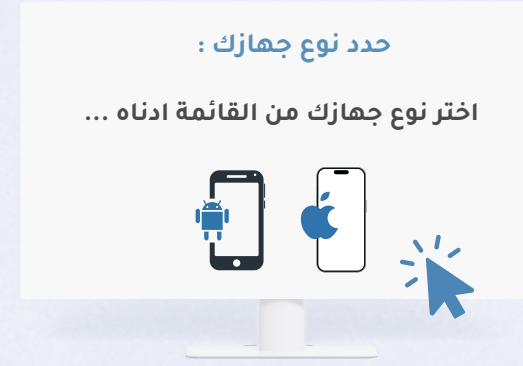 حدد نوع جهازك :
اختر نوع جهازك من القائمة ادناه ...